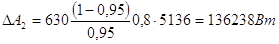 ΔA₂ = 630 (1−0,95)/0,95 0,8·5136 = 136238Вт